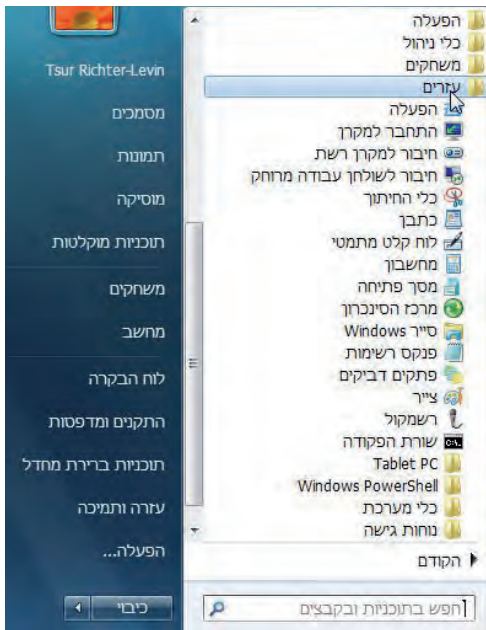 הפעלה
כלי ניהול
משחקים
עזרים
הפעלה
התחבר למקרן
חיבור למקרן רשת
חיבור לשולחן עבודה מרוחק
כלי החיתוך
כתבן
לוח קלט מתמטי
מחשבון
מסך פתיחה
מרכז הסינכרון
סייר Windows
פנקס רשימות
פתקים דביקים
צייר
רשמקול
שורת הפקודה
Tablet PC
Windows PowerShell
כלי מערכת
נוחות גישה
הקודם
חפש בתוכניות ובקבצים
Tsur Richter-Levin
מסמכים
תמונות
מוסיקה
תוכניות מוקלטות
משחקים
מחשב
לוח הבקרה
התקנים ומדפסות
תוכניות ברירת מחדל
עזרה ותמיכה
הפעלה...
כיבוי